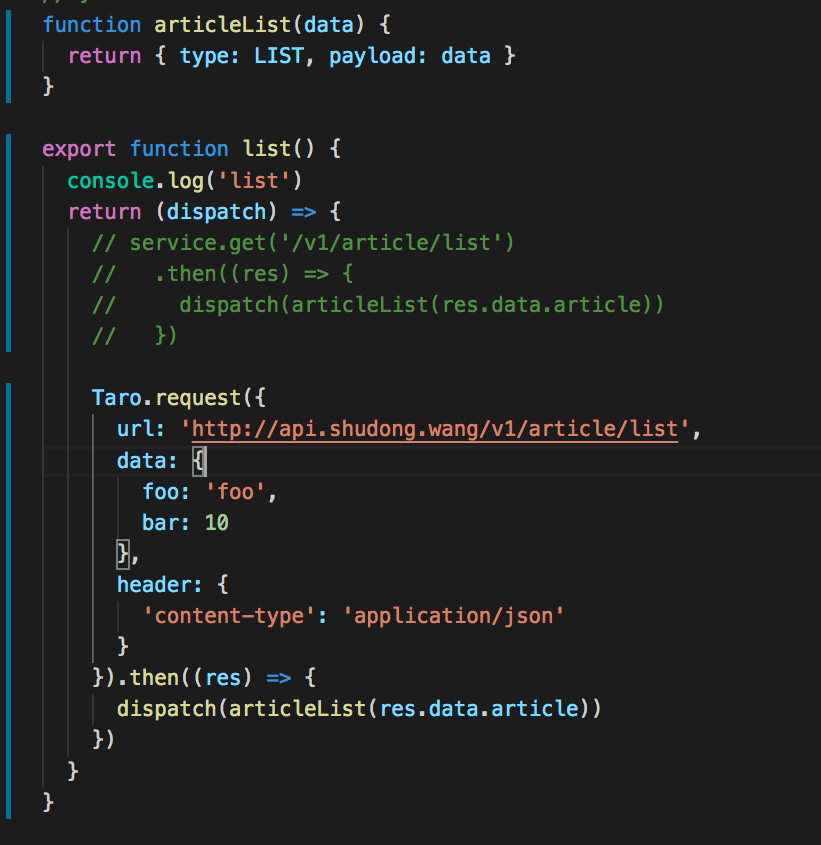 function articleList(data) {
  return { type: LIST, payload: data }
}

export function list() {
  console.log('list')
  return (dispatch) => {
    // service.get('/v1/article/list')
    //   .then((res) => {
    //     dispatch(articleList(res.data.article))
    //   })

    Taro.request({
      url: 'http://api.shudong.wang/v1/article/list',
      data: {
        foo: 'foo',
        bar: 10
      },
      header: {
        'content-type': 'application/json'
      }
    }).then((res) => {
      dispatch(articleList(res.data.article))
    })
  }
}